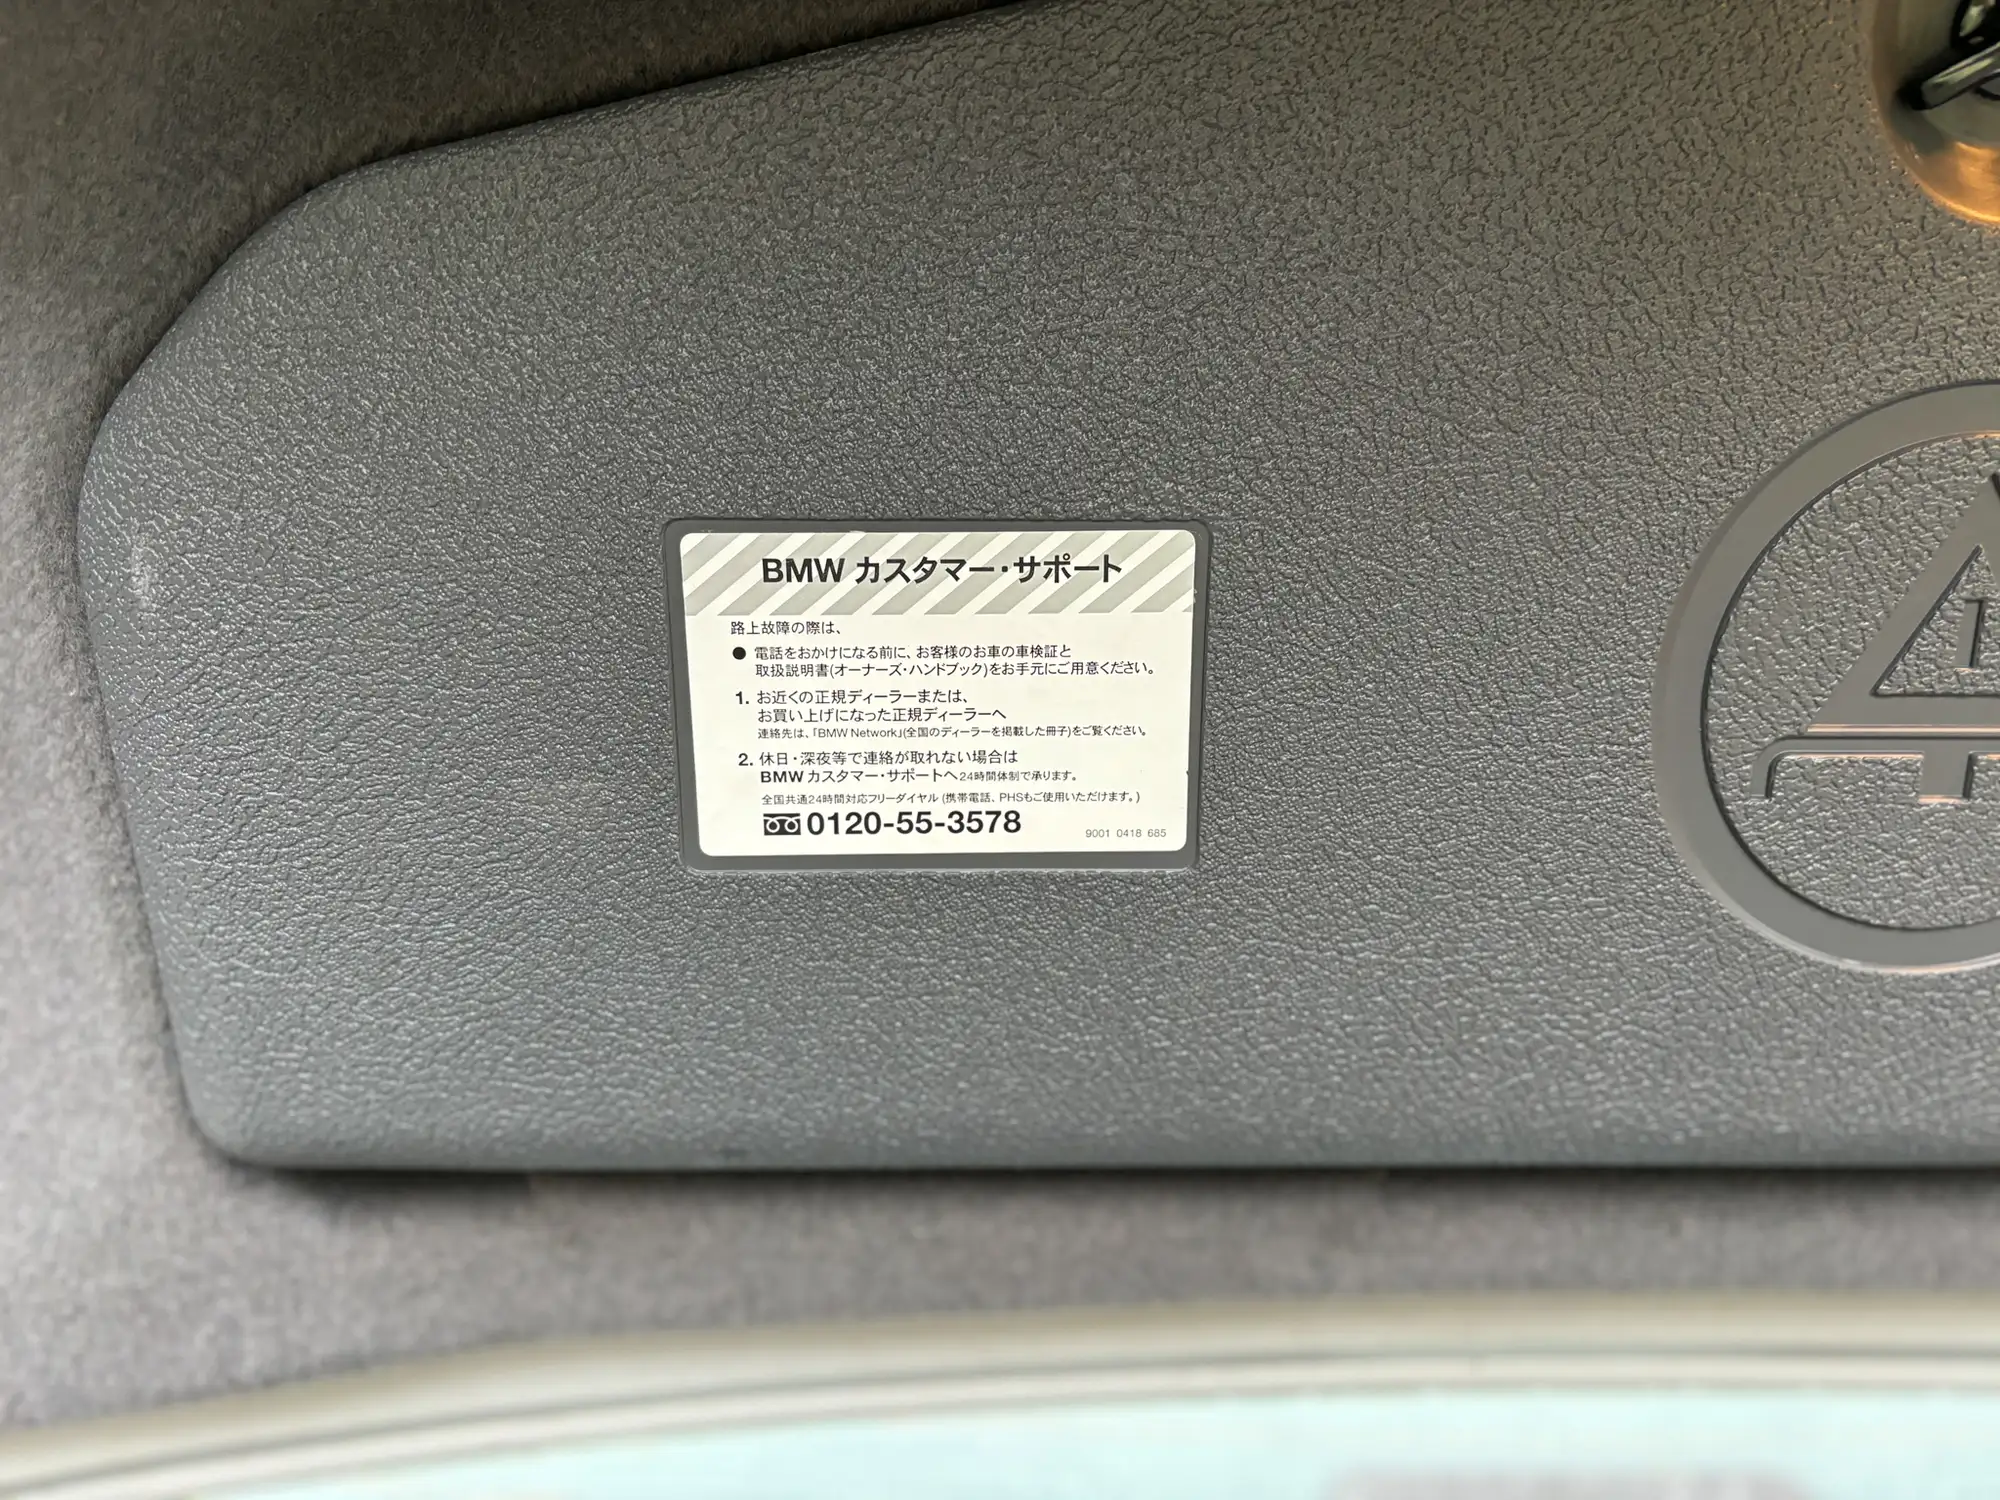 BMW カスタマー・サポート
路上故障の際は、
● 電話をおかけになる前に、お客様のお車の車検証と
取扱説明書(オーナーズ・ハンドブック)をお手元にご用意ください。
1. お近くの正規ディーラーまたは、
お買い上げになった正規ディーラーへ
連絡先は、「BMW Network」(全国のディーラーを掲載した冊子)をご覧ください。
2. 休日・深夜等で連絡が取れない場合は
BMWカスタマー・サポートへ24時間体制で承ります。
全国共通24時間対応フリーダイヤル (携帯電話、PHSもご使用いただけます。)
0120-55-3578
9001 0418 685